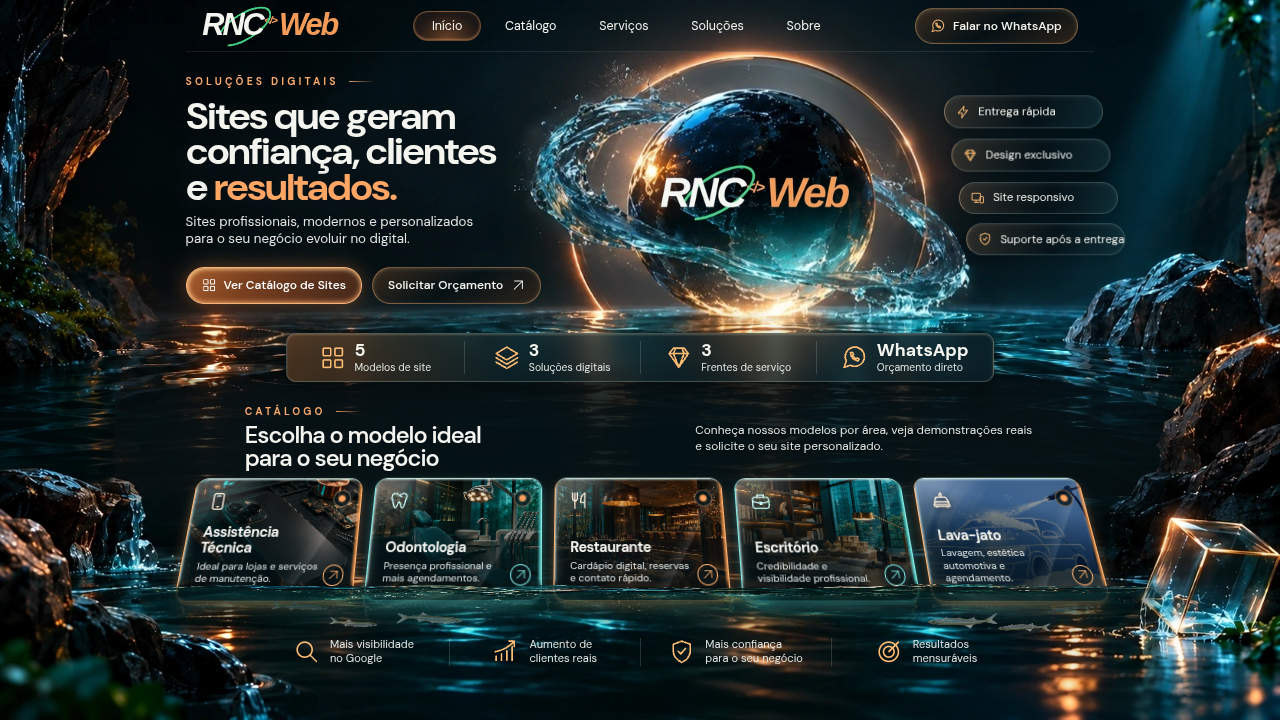 RNC</>Web
Início
Catálogo
Serviços
Soluções
Sobre
Falar no WhatsApp
SOLUÇÕES DIGITAIS
Sites que geram
confiança, clientes
e resultados.
Sites profissionais, modernos e personalizados
para o seu negócio evoluir no digital.
Ver Catálogo de Sites
Solicitar Orçamento
RNC</>Web
Entrega rápida
Design exclusivo
Site responsivo
Suporte após a entrega
5
Modelos de site
3
Soluções digitais
3
Frentes de serviço
WhatsApp
Orçamento direto
CATÁLOGO
Escolha o modelo ideal
para o seu negócio
Conheça nossos modelos por área, veja demonstrações reais
e solicite o seu site personalizado.
Assistência
Técnica
Ideal para lojas e serviços
de manutenção.
Odontologia
Presença profissional e
mais agendamentos.
Restaurante
Cardápio digital, reservas
e contato rápido.
Escritório
Credibilidade e
visibilidade profissional.
Lava-jato
Lavagem, estética
automotiva e
agendamento.
Mais visibilidade
no Google
Aumento de
clientes reais
Mais confiança
para o seu negócio
Resultados
mensuráveis